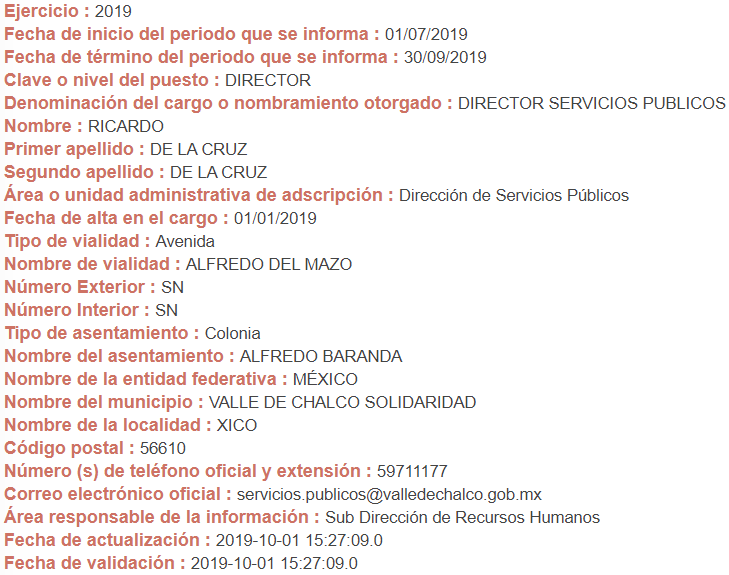 Ejercicio : 2019
Fecha de inicio del periodo que se informa : 01/07/2019
Fecha de término del periodo que se informa : 30/09/2019
Clave o nivel del puesto : DIRECTOR
Denominación del cargo o nombramiento otorgado : DIRECTOR SERVICIOS PUBLICOS
Nombre : RICARDO
Primer apellido : DE LA CRUZ
Segundo apellido : DE LA CRUZ
Área o unidad administrativa de adscripción : Dirección de Servicios Públicos
Fecha de alta en el cargo : 01/01/2019
Tipo de vialidad : Avenida
Nombre de vialidad : ALFREDO DEL MAZO
Número Exterior : SN
Número Interior : SN
Tipo de asentamiento : Colonia
Nombre del asentamiento : ALFREDO BARANDA
Nombre de la entidad federativa : MÉXICO
Nombre del municipio : VALLE DE CHALCO SOLIDARIDAD
Nombre de la localidad : XICO
Código postal : 56610
Número (s) de teléfono oficial y extensión : 59711177
Correo electrónico oficial : servicios.publicos@valledechalco.gob.mx
Área responsable de la información : Sub Dirección de Recursos Humanos
Fecha de actualización : 2019-10-01 15:27:09.0
Fecha de validación : 2019-10-01 15:27:09.0